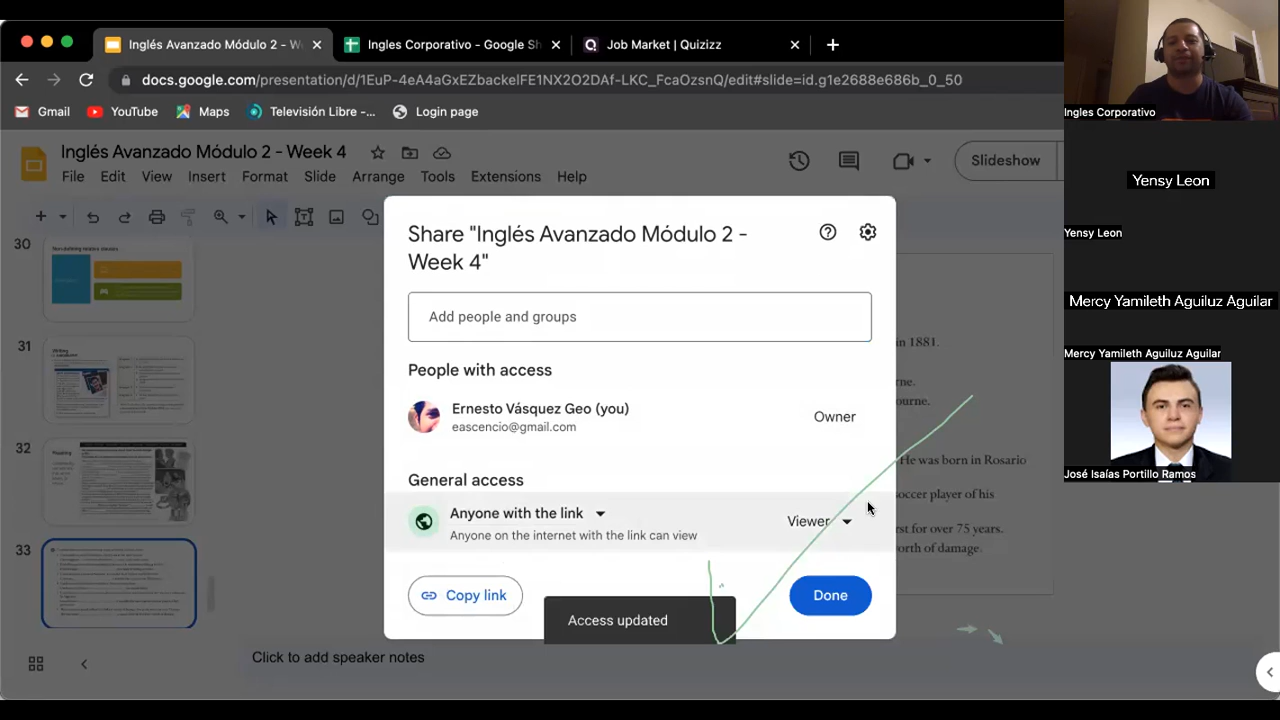 Inglés Avanzado Módulo 2 - W
Ingles Corporativo - Google Sh
Job Market | Quizizz
docs.google.com/presentation/d/1EuP-4eA4aGxEZbackelFE1NX2O2DAf-LKC_FcaOzsnQ/edit#slide=id.g1e2688e686b_0_50
Gmail
YouTube
Maps
Televisión Libre -...
Login page
Inglés Avanzado Módulo 2 - Week 4
File Edit View Insert Format Slide Arrange Tools Extensions Help
Slideshow
30
31
32
33
Share "Inglés Avanzado Módulo 2 -
Week 4"
Add people and groups
People with access
Ernesto Vásquez Geo (you)
eascencio@gmail.com
Owner
General access
Anyone with the link
Anyone on the internet with the link can view
Viewer
Copy link
Done
Access updated
in 1881.
rne.
ourne.
He was born in Rosario
soccer player of his
st for over 75 years.
orth of damage.
Click to add speaker notes
Ingles Corporativo
Yensy Leon
Yensy Leon
Mercy Yamileth Aguiluz Aguilar
Mercy Yamileth Aguiluz Aguilar
José Isaías Portillo Ramos